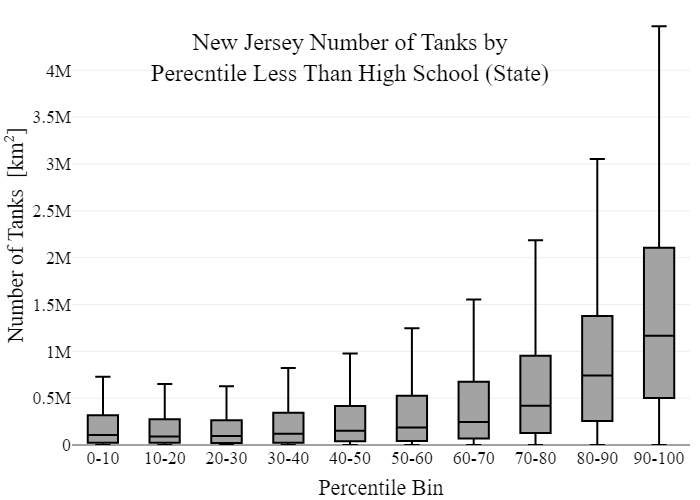 New Jersey Number of Tanks by
Perecntile Less Than High School (State)
Number of Tanks [km²]
4M
3.5M
3M
2.5M
2M
1.5M
1M
0.5M
0
0-10 10-20 20-30 30-40 40-50 50-60 60-70 70-80 80-90 90-100
Percentile Bin